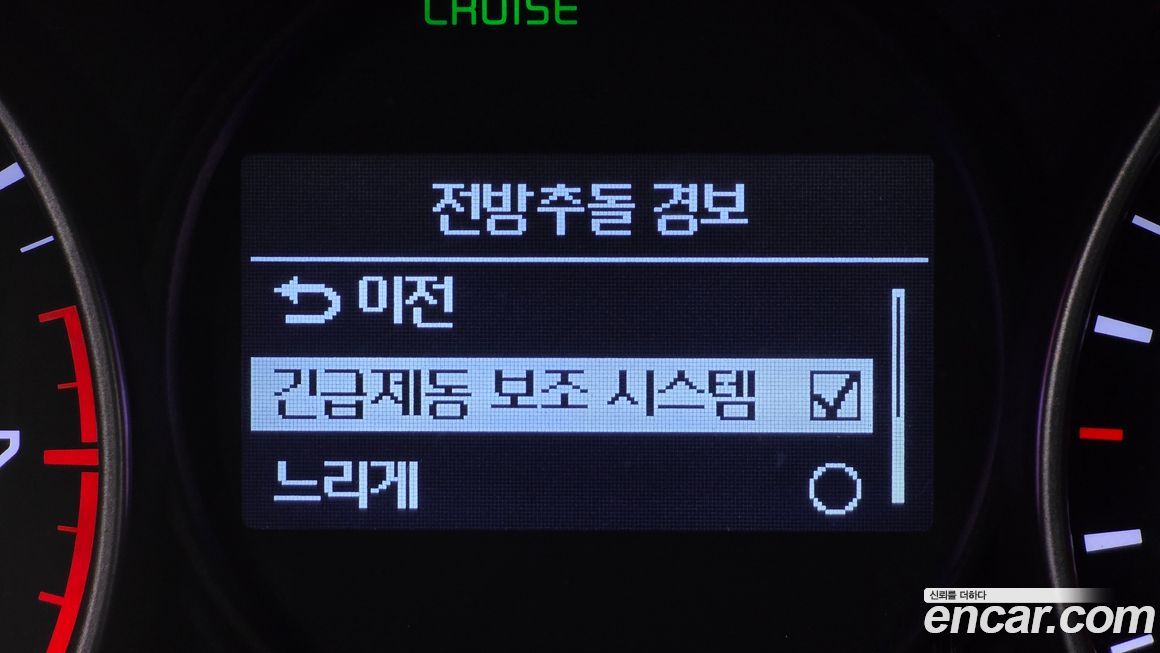 CRUISE
전방추돌 경보
이전
긴급제동 보조 시스템
느리게
신뢰를 더하다
encar.com